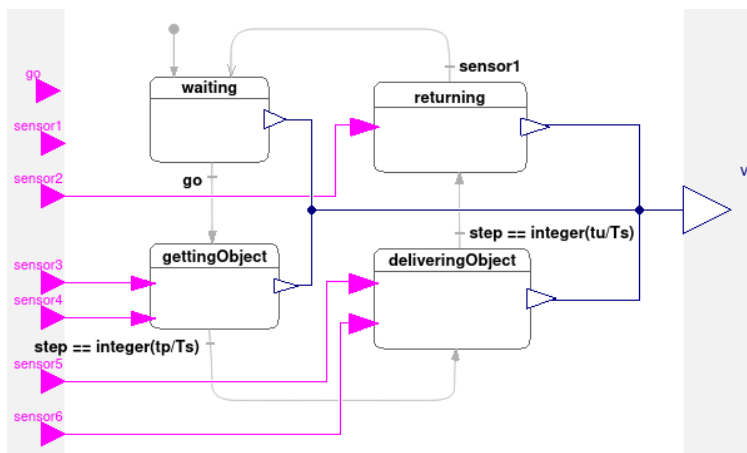 sensor1
v
go
waiting
returning
sensor1
sensor2
go
step == integer(tu/Ts)
gettingObject
deliveringObject
sensor3
sensor4
step == integer(tp/Ts)
sensor5
sensor6